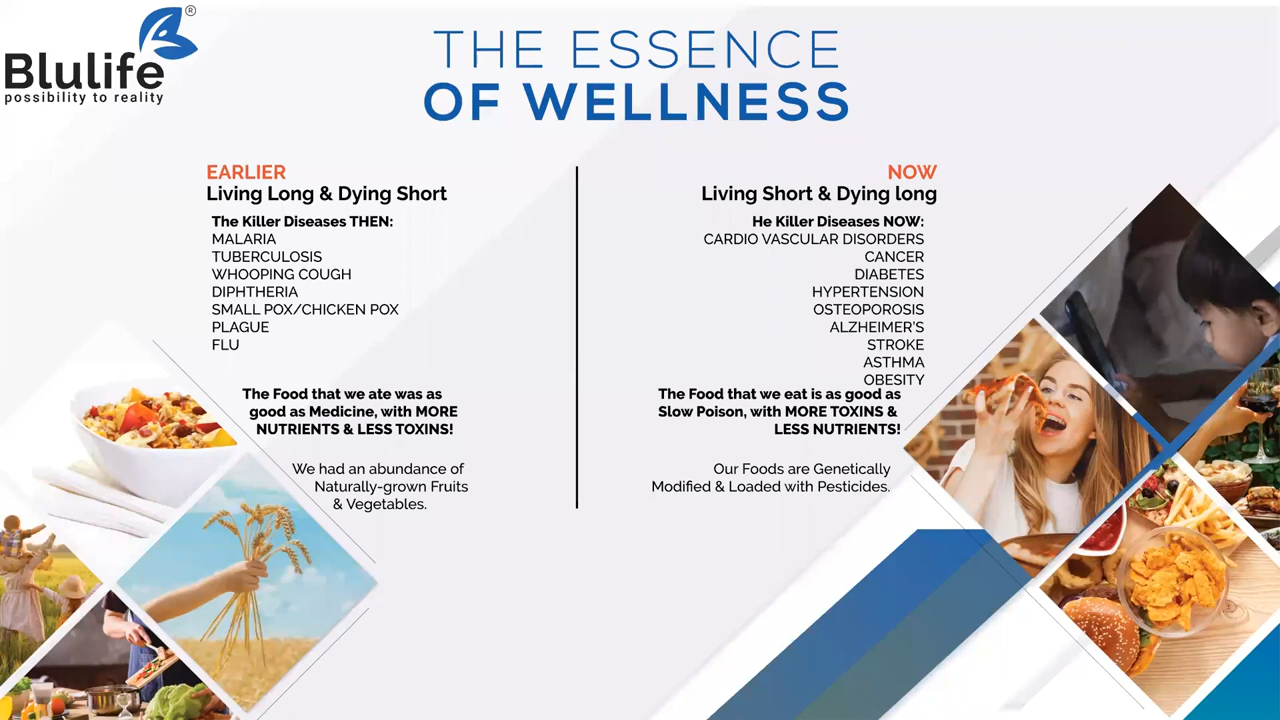 Blulife®
possibility to reality
THE ESSENCE
OF WELLNESS
EARLIER
Living Long & Dying Short
The Killer Diseases THEN:
MALARIA
TUBERCULOSIS
WHOOPING COUGH
DIPHTHERIA
SMALL POX/CHICKEN POX
PLAGUE
FLU
The Food that we ate was as
good as Medicine, with MORE
NUTRIENTS & LESS TOXINS!
We had an abundance of
Naturally-grown Fruits
& Vegetables.
NOW
Living Short & Dying long
He Killer Diseases NOW:
CARDIO VASCULAR DISORDERS
CANCER
DIABETES
HYPERTENSION
OSTEOPOROSIS
ALZHEIMER'S
STROKE
ASTHMA
OBESITY
The Food that we eat is as good as
Slow Poison, with MORE TOXINS &
LESS NUTRIENTS!
Our Foods are Genetically
Modified & Loaded with Pesticides.